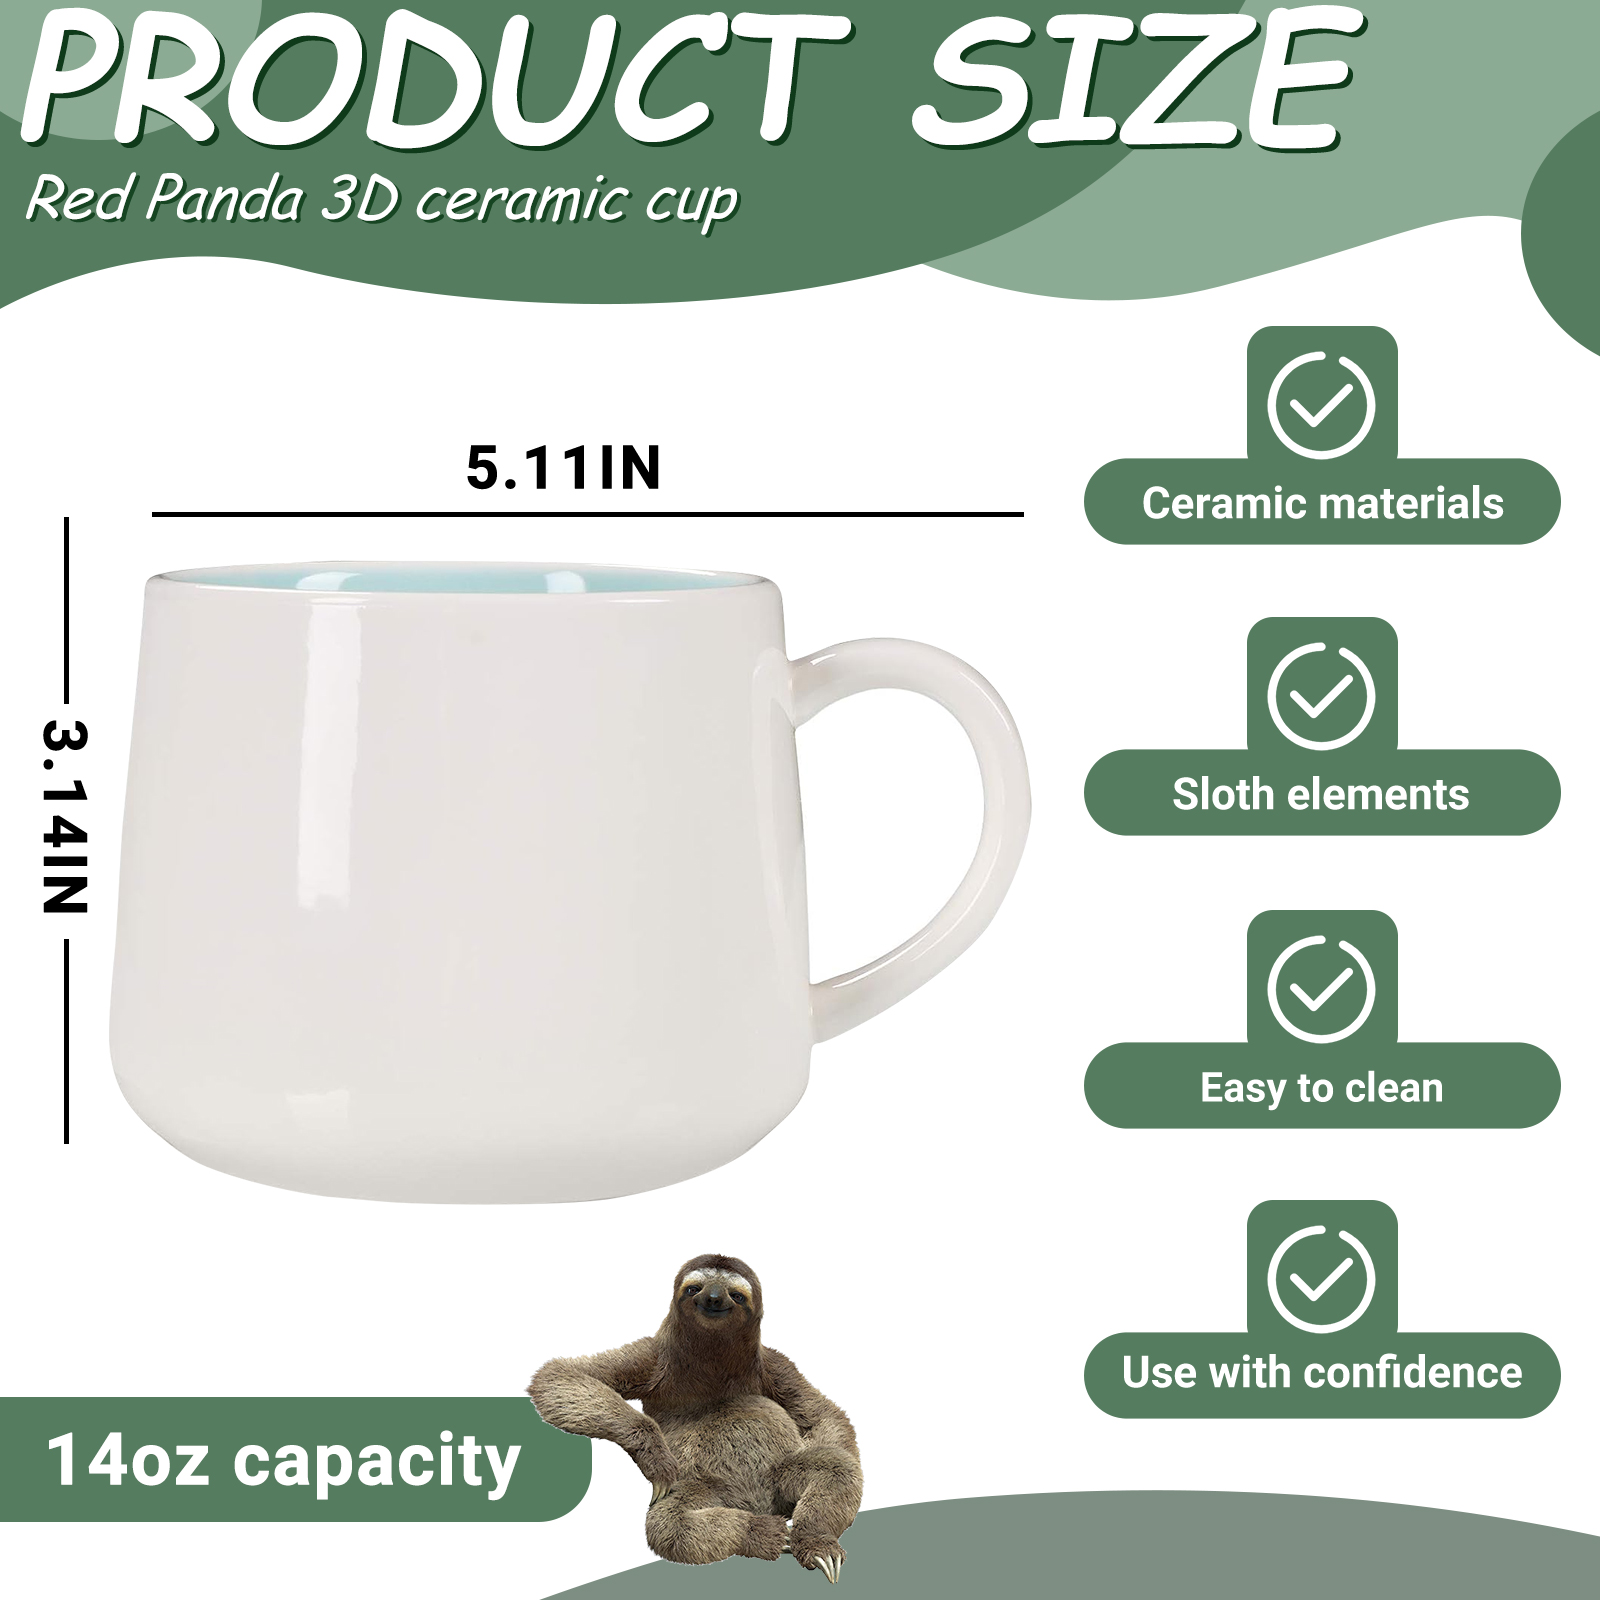 PRODUCT SIZE
Red Panda 3D ceramic cup
5.11IN
3.14IN
Ceramic materials
Sloth elements
Easy to clean
Use with confidence
14oz capacity